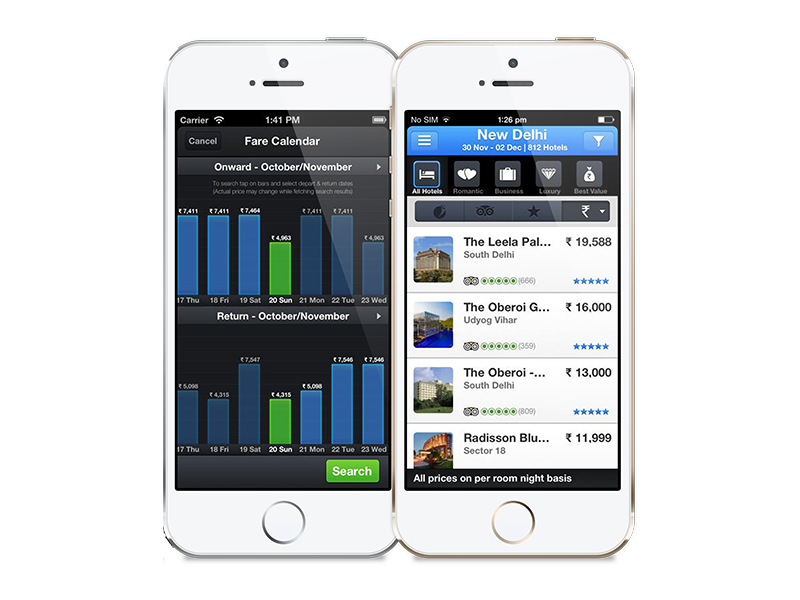 Carrier 1:41 PM
Cancel Fare Calendar
Onward - October/November
To search tap on bars and select depart & return dates
(Actual price may change while fetching search results)
₹ 7,411 ₹ 7,411 ₹ 7,464 ₹ 4,963 ₹ 7,411 ₹ 7,411 ₹ 4,963
17 Thu 18 Fri 19 Sat 20 Sun 21 Mon 22 Tue 23 Wed
Return - October/November
₹ 5,098 ₹ 4,315 ₹ 7,547 ₹ 4,315 ₹ 5,098 ₹ 7,546 ₹ 7,546
17 Thu 18 Fri 19 Sat 20 Sun 21 Mon 22 Tue 23 Wed
Search
No SIM 1:26 pm
New Delhi
30 Nov - 02 Dec | 812 Hotels
All Hotels Romantic Business Luxury Best Value
₹
The Leela Pal... ₹ 19,588
South Delhi
(666)
The Oberoi G... ₹ 16,000
Udyog Vihar
(359)
The Oberoi -... ₹ 13,000
South Delhi
(809)
Radisson Blu... ₹ 11,999
Sector 18
All prices on per room night basis